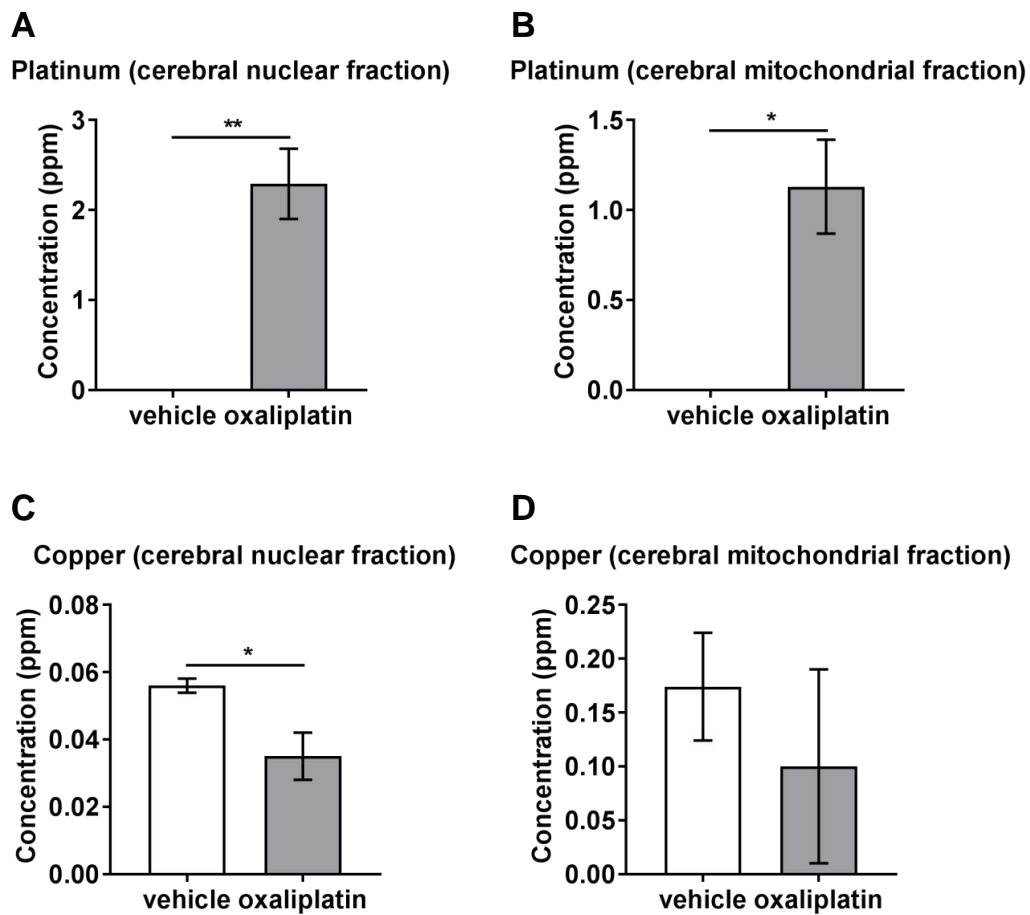 A
Platinum (cerebral nuclear fraction)
Concentration (ppm)
3
2
1
0
**
vehicle oxaliplatin
B
Platinum (cerebral mitochondrial fraction)
Concentration (ppm)
1.5
1.0
0.5
0.0
*
vehicle oxaliplatin
C
Copper (cerebral nuclear fraction)
Concentration (ppm)
0.08
0.06
0.04
0.02
0.00
*
vehicle oxaliplatin
D
Copper (cerebral mitochondrial fraction)
Concentration (ppm)
0.25
0.20
0.15
0.10
0.05
0.00
vehicle oxaliplatin